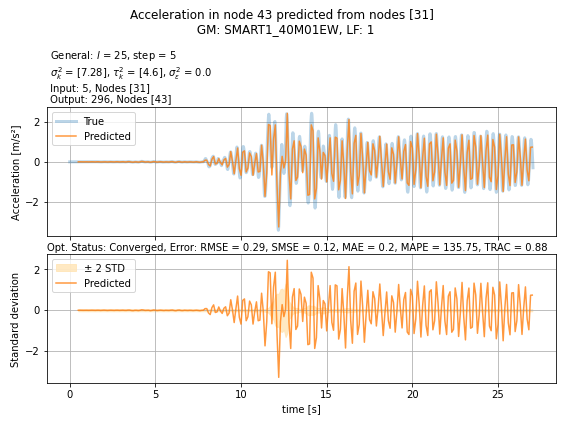 Acceleration in node 43 predicted from nodes [31]
GM: SMART1_40M01EW, LF: 1
General: l = 25, step = 5
σ²ₖ = [7.28], τ²ₖ = [4.6], σ²ε = 0.0
Input: 5, Nodes [31]
Output: 296, Nodes [43]
True
Predicted
Acceleration [m/s²]
2
0
−2
Opt. Status: Converged, Error: RMSE = 0.29, SMSE = 0.12, MAE = 0.2, MAPE = 135.75, TRAC = 0.88
± 2 STD
Predicted
Standard deviation
2
0
−2
0 5 10 15 20 25
time [s]